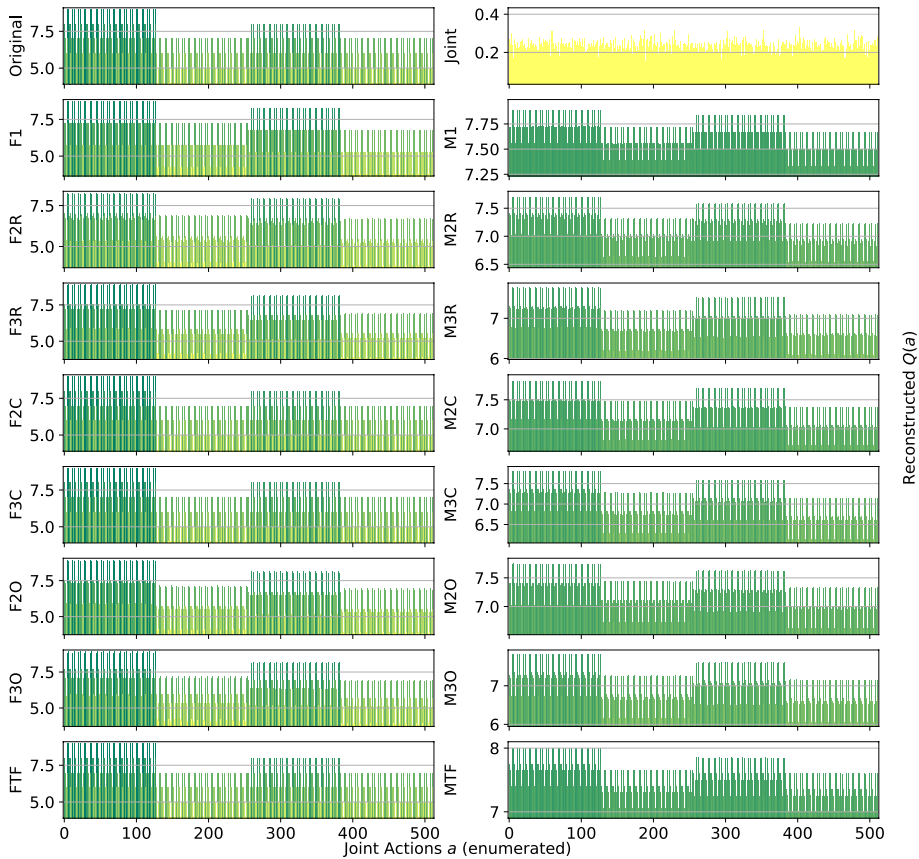 Original
7.5
5.0
Joint
0.4
0.2
F1
7.5
5.0
M1
7.75
7.50
7.25
F2R
7.5
5.0
M2R
7.5
7.0
6.5
F3R
7.5
5.0
M3R
7
6
F2C
7.5
5.0
M2C
7.5
7.0
F3C
7.5
5.0
M3C
7.5
7.0
6.5
F2O
7.5
5.0
M2O
7.5
7.0
F3O
7.5
5.0
M3O
7
6
FTF
7.5
5.0
MTF
8
7
0 100 200 300 400 500
0 100 200 300 400 500
Joint Actions a (enumerated)
Reconstructed Q(a)